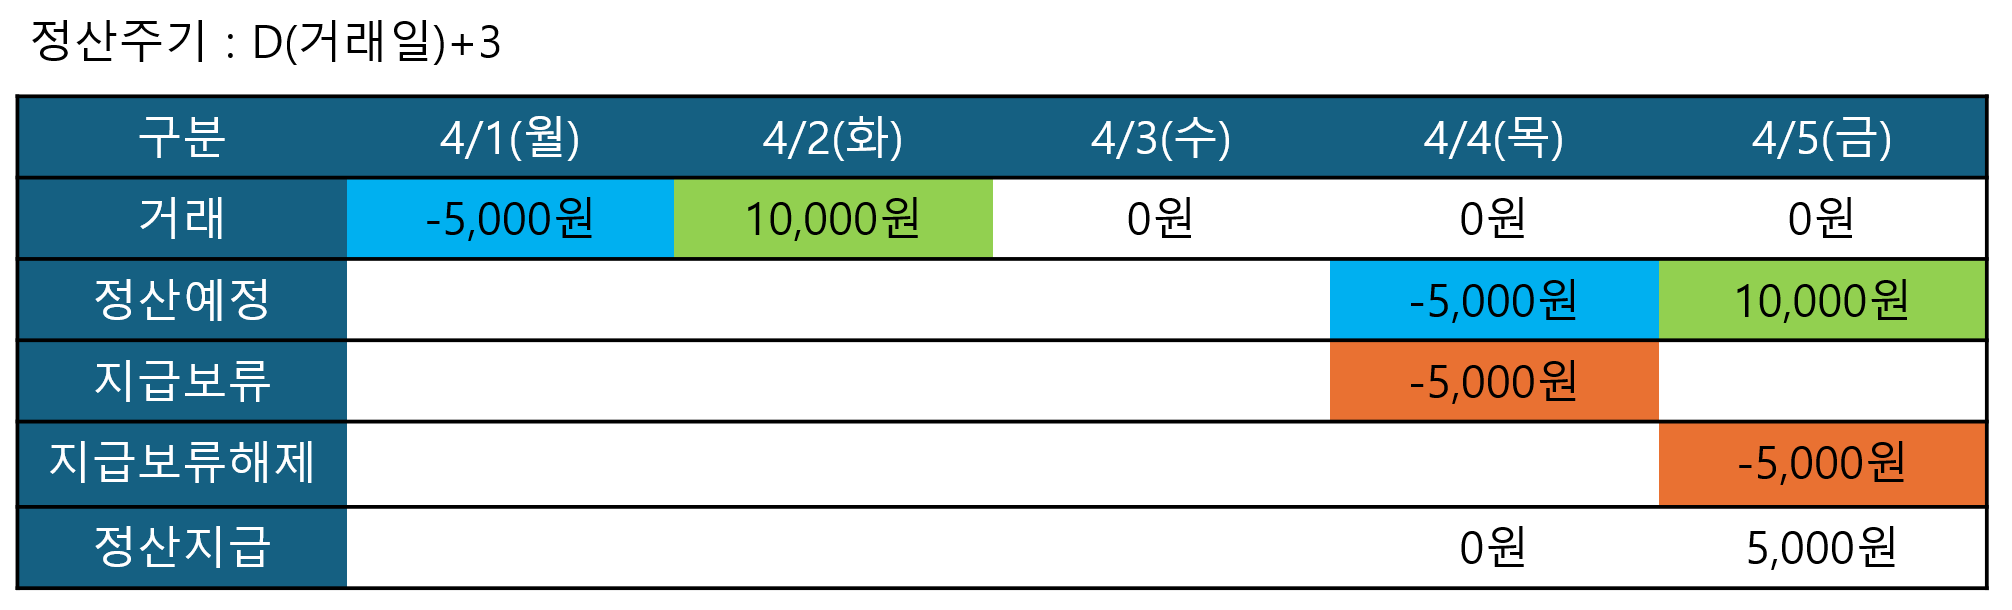 정산주기 : D(거래일)+3
구분 4/1(월) 4/2(화) 4/3(수) 4/4(목) 4/5(금)
거래 -5,000원 10,000원 0원 0원 0원
정산예정 -5,000원 10,000원
지급보류 -5,000원
지급보류해제 -5,000원
정산지급 0원 5,000원